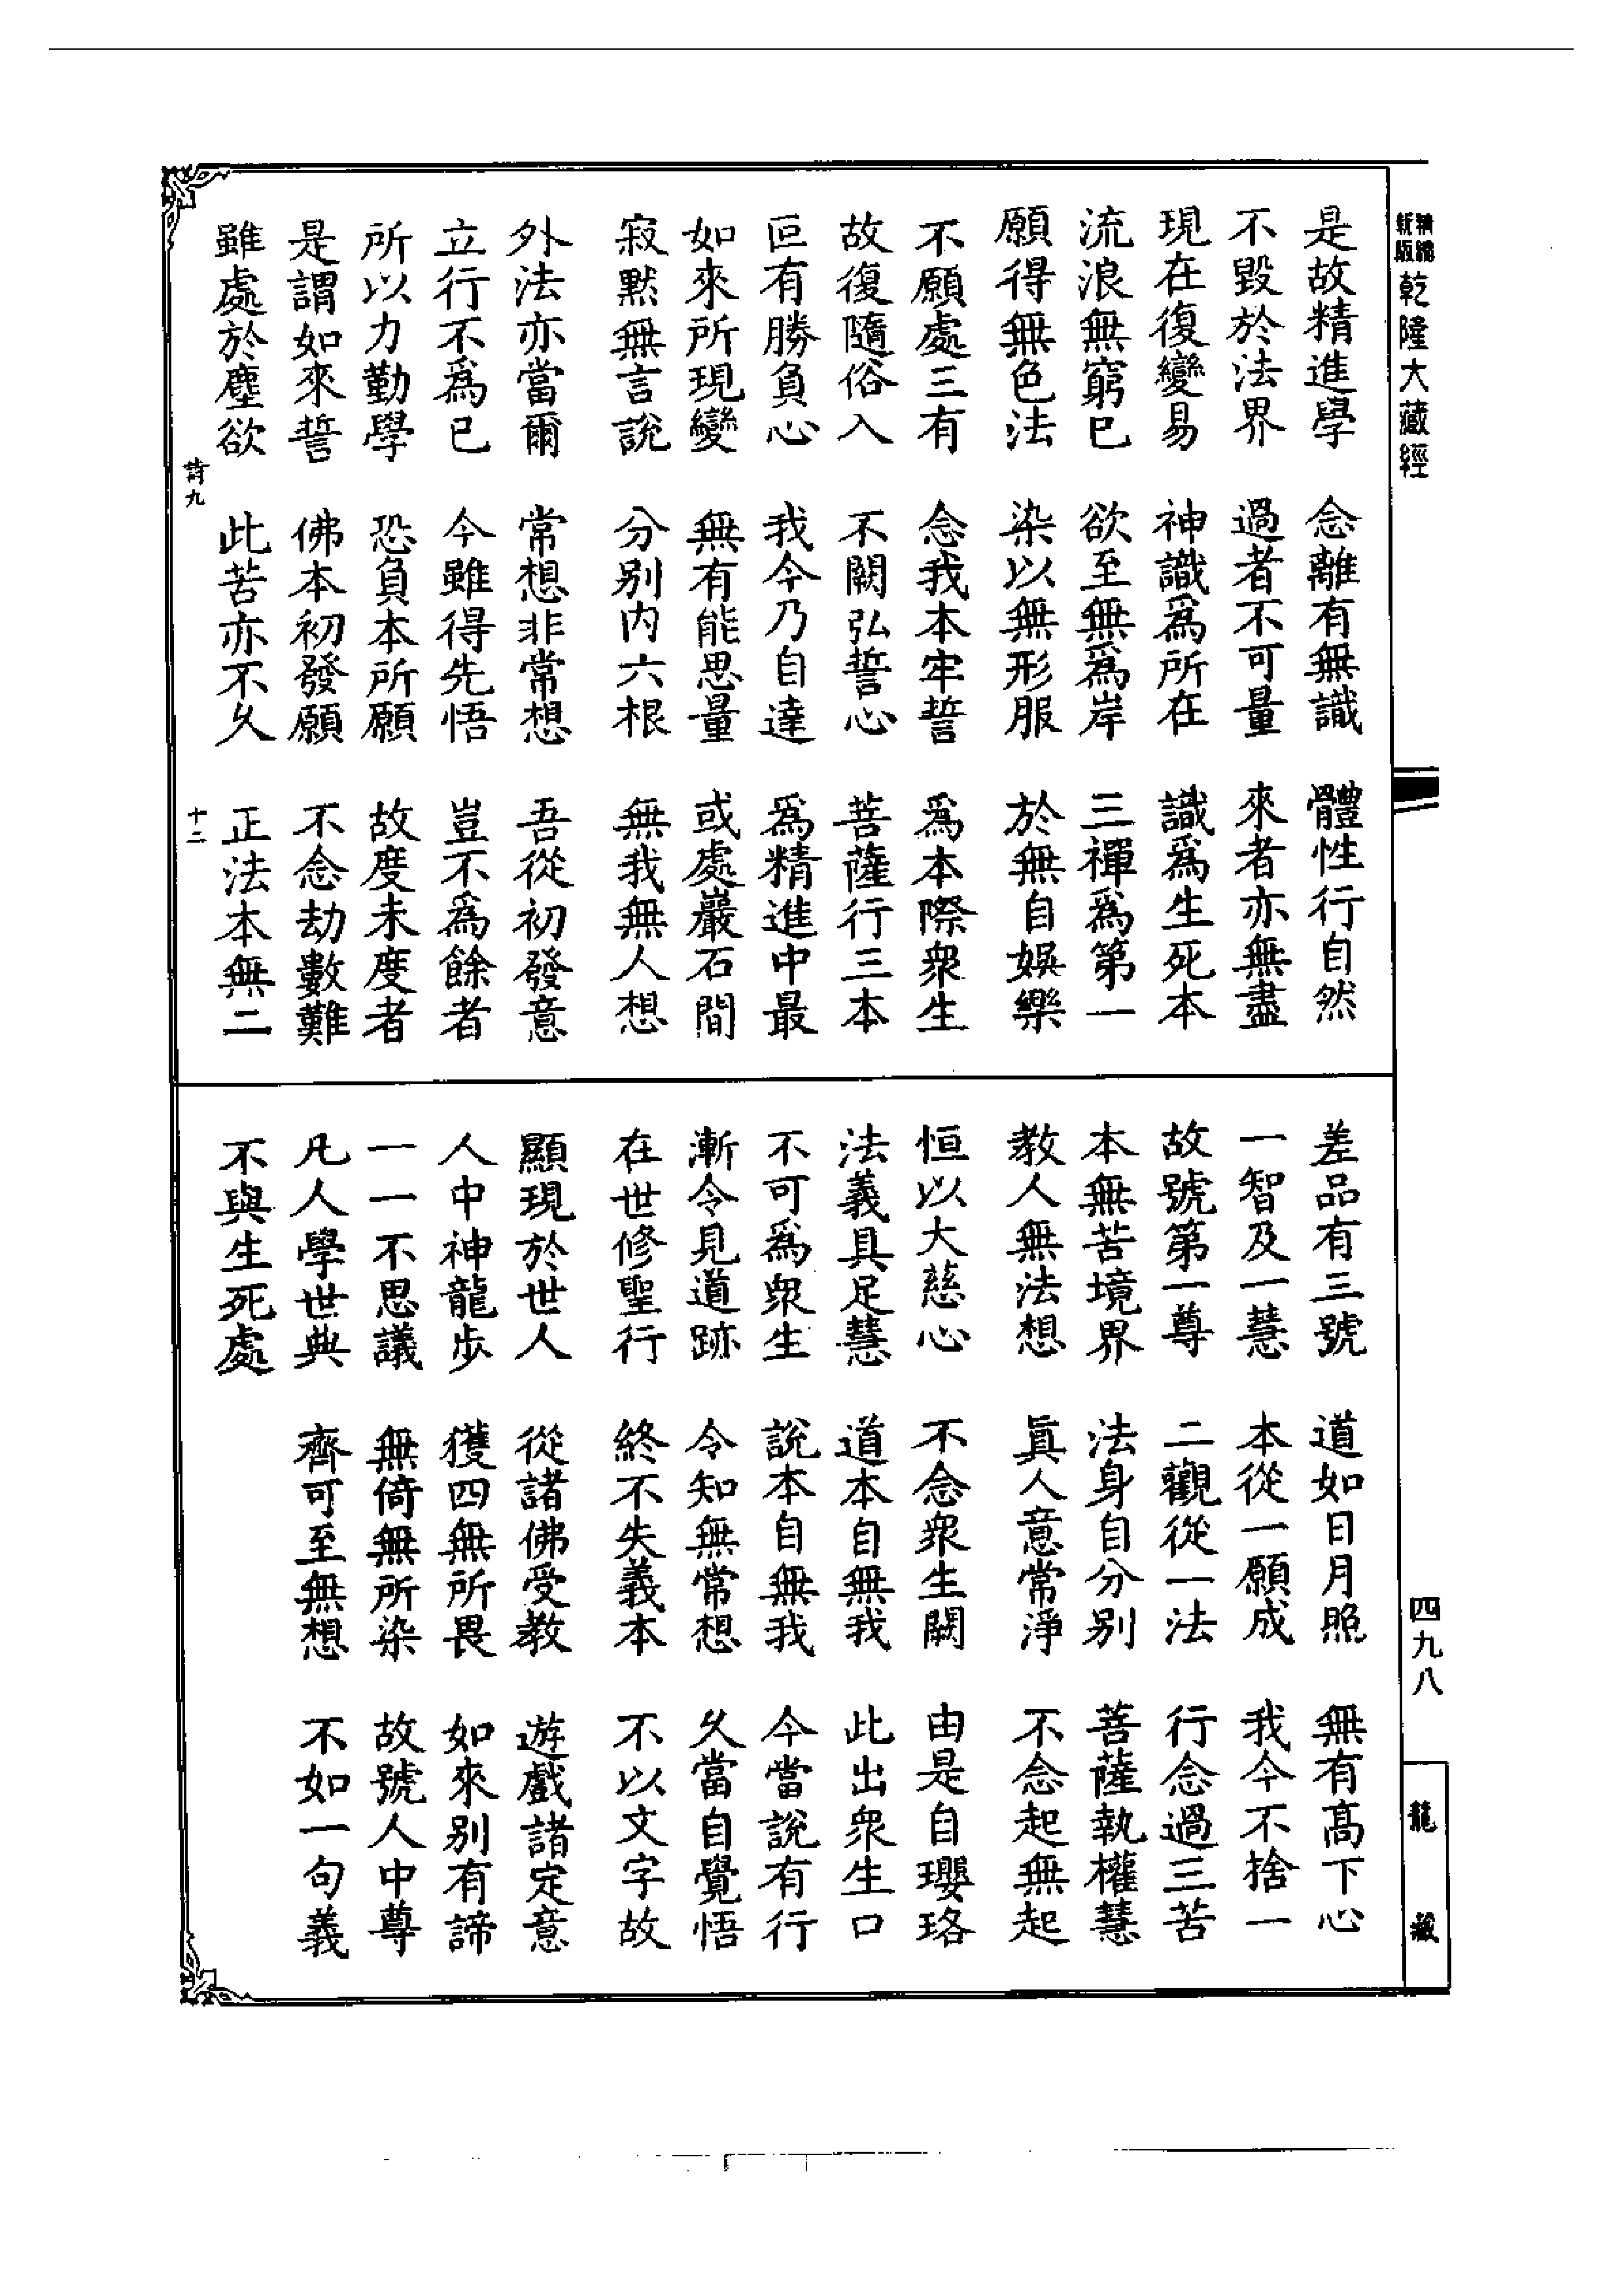 精縮新版乾隆大藏經
四九八
龍藏
是故精進學 念離有無識 體性行自然
不毀於法界 過者不可量 來者亦無盡
現在復變易 神識爲所在 識爲生死本
流浪無窮已 欲至無爲岸 三禪爲第一
願得無色法 染以無形服 於無自娛樂
不願處三有 念我本牢誓 爲本際衆生
故復隨俗入 不闕弘誓心 菩薩行三本
叵有勝負心 我今乃自達 爲精進中最
如來所現變 無有能思量 或處巖石間
寂默無言說 分別內六根 無我無人想
外法亦當爾 常想非常想 吾從初發意
立行不爲已 今雖得先悟 豈不爲餘者
所以力勤學 恐負本所願 故度未度者
是謂如來誓 佛本初發願 不念劫數難
雖處於塵欲 此苦亦不久 正法本無二
詩九 十二
差品有三號 道如日月照 無有高下心
一智及一慧 本從一願成 我今不捨一
故號第一尊 二觀從一法 行念過三苦
本無苦境界 法身自分別 菩薩執權慧
教人無法想 眞人意常淨 不念起無起
恒以大慈心 不念衆生闕 由是自瓔珞
法義具足慧 道本自無我 此出衆生口
不可爲衆生 說本自無我 今當說有行
漸令見道跡 令知無常想 久當自覺悟
在世修聖行 終不失義本 不以文字故
顯現於世人 從諸佛受教 遊戲諸定意
人中神龍步 獲四無所畏 如來別有諦
一一不思議 無倚無所染 故號人中尊
凡人學世典 齊可至無想 不如一句義
不與生死處